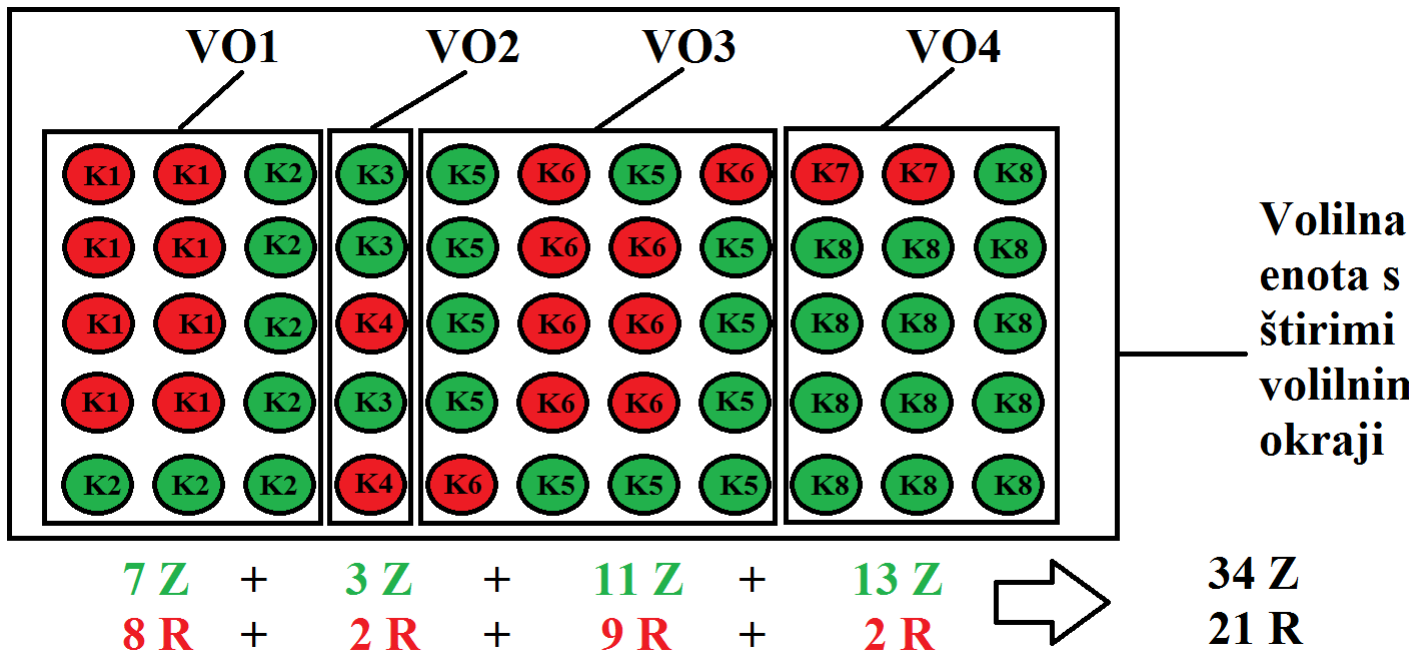 VO1 VO2 VO3 VO4
K1 K1 K2 K3 K5 K6 K5 K6 K7 K7 K8
K1 K1 K2 K3 K5 K6 K6 K5 K8 K8 K8
K1 K1 K2 K4 K5 K6 K6 K5 K8 K8 K8
K1 K1 K2 K3 K5 K6 K6 K5 K8 K8 K8
K2 K2 K2 K4 K6 K5 K5 K5 K8 K8 K8
Volilna
enota s
štirimi
volilnin
okraji
7 Z + 3 Z + 11 Z + 13 Z 34 Z
8 R + 2 R + 9 R + 2 R 21 R